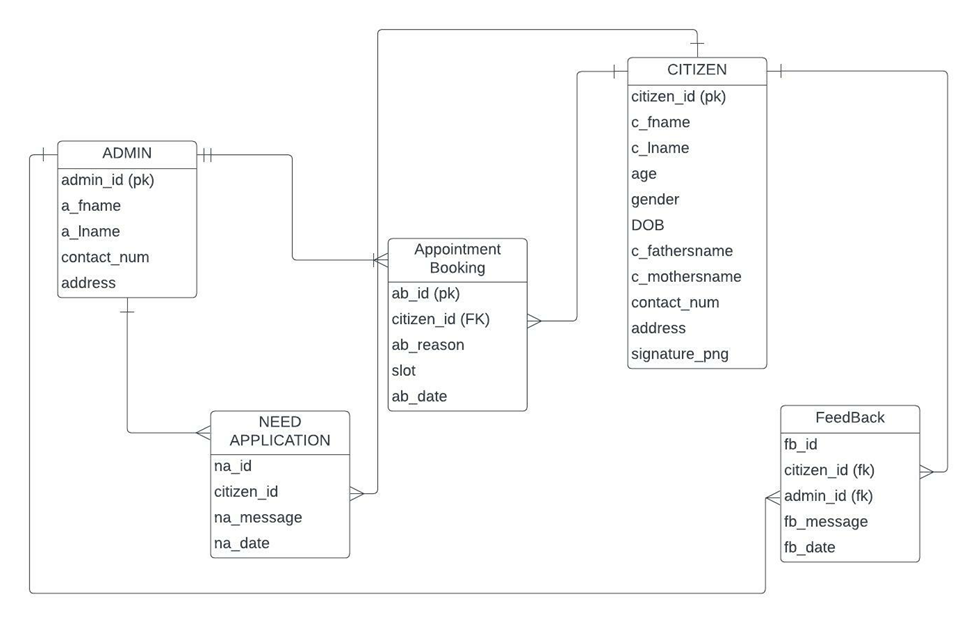 CITIZEN
citizen_id (pk)
c_fname
c_lname
age
gender
DOB
c_fathersname
c_mothersname
contact_num
address
signature_png
ADMIN
admin_id (pk)
a_fname
a_lname
contact_num
address
Appointment
Booking
ab_id (pk)
citizen_id (FK)
ab_reason
slot
ab_date
NEED
APPLICATION
na_id
citizen_id
na_message
na_date
FeedBack
fb_id
citizen_id (fk)
admin_id (fk)
fb_message
fb_date